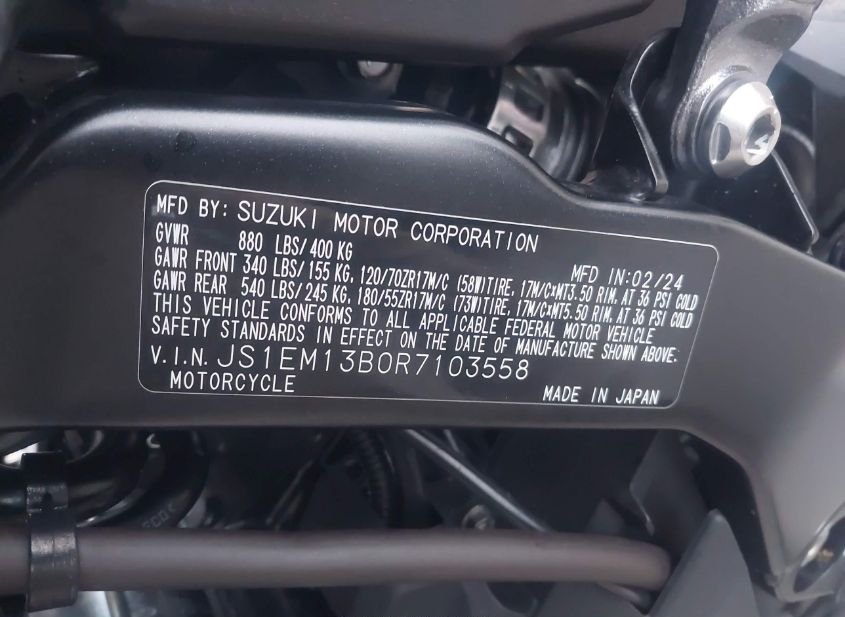 MFD BY: SUZUKI MOTOR CORPORATION
GVWR 880 LBS/400 KG MFD IN:02/24
GAWR FRONT 340 LBS/155 KG, 120/70ZR17M/C (58W)TIRE, 17M/C×MT3.50 RIM, AT 36 PSI COLD
GAWR REAR 540 LBS/245 KG, 180/55ZR17M/C (73W)TIRE, 17M/C×MT5.50 RIM, AT 36 PSI COLD
THIS VEHICLE CONFORMS TO ALL APPLICABLE FEDERAL MOTOR VEHICLE
SAFETY STANDARDS IN EFFECT ON THE DATE OF MANUFACTURE SHOWN ABOVE.
V.I.N. JS1EM13B0R7103558
MOTORCYCLE MADE IN JAPAN